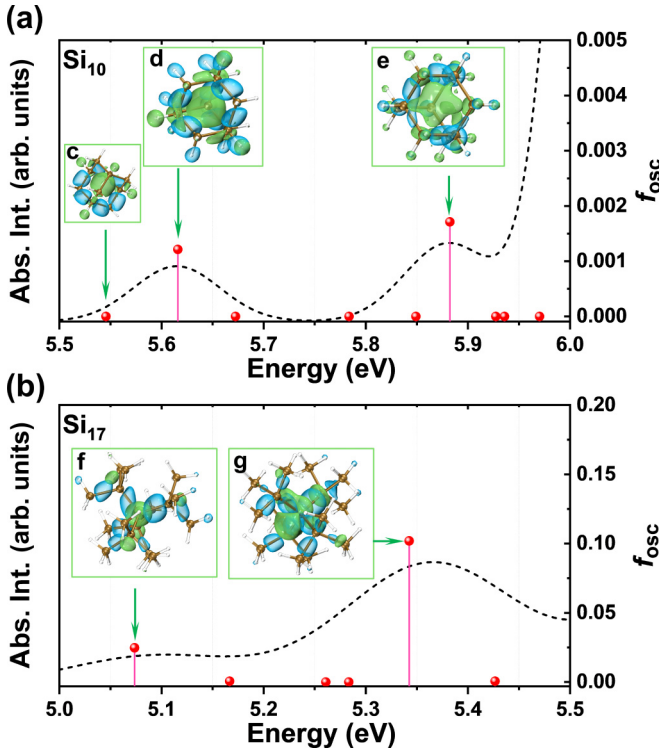 (a)
Si10
c
d
e
Abs. Int. (arb. units)
0.005
0.004
0.003
0.002
0.001
0.000
fosc
5.5 5.6 5.7 5.8 5.9 6.0
Energy (eV)
(b)
Si17
f
g
Abs. Int. (arb. units)
0.20
0.15
0.10
0.05
0.00
fosc
5.0 5.1 5.2 5.3 5.4 5.5
Energy (eV)